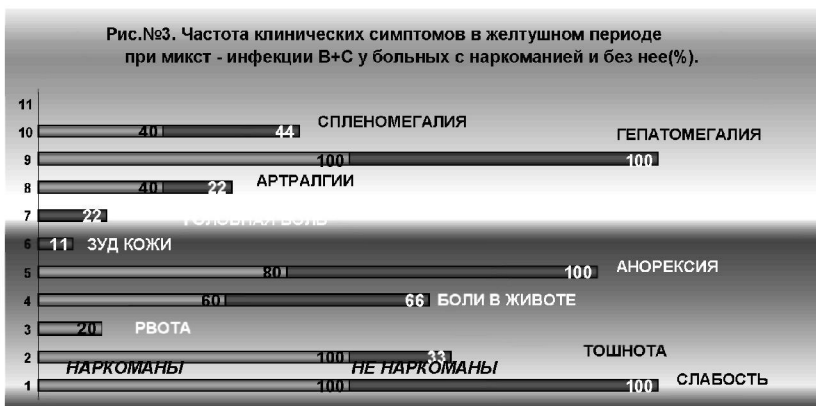 Рис.№3. Частота клинических симптомов в желтушном периоде
при микст - инфекции В+С у больных с наркоманией и без нее(%).
11
10 40 44 СПЛЕНОМЕГАЛИЯ
ГЕПАТОМЕГАЛИЯ
9 100 100
8 40 22 АРТРАЛГИИ
7 22 ГОЛОВНАЯ БОЛЬ
6 11 ЗУД КОЖИ
5 80 100 АНОРЕКСИЯ
4 60 66 БОЛИ В ЖИВОТЕ
3 20 РВОТА
2 100 33 ТОШНОТА
НАРКОМАНЫ НЕ НАРКОМАНЫ
1 100 100 СЛАБОСТЬ